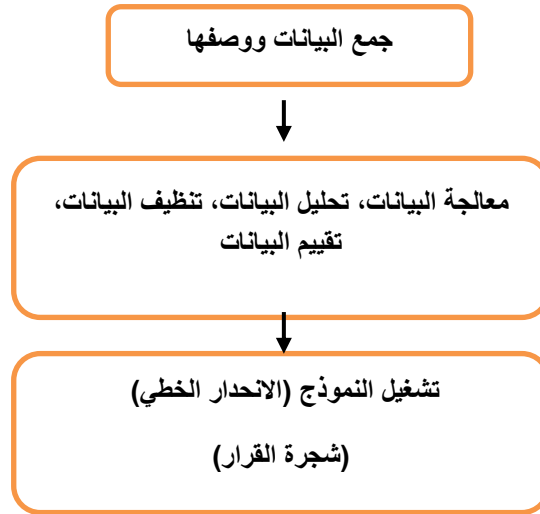 جمع البيانات ووصفها
معالجة البيانات، تحليل البيانات، تنظيف البيانات،
تقييم البيانات
تشغيل النموذج (الانحدار الخطي)
(شجرة القرار)